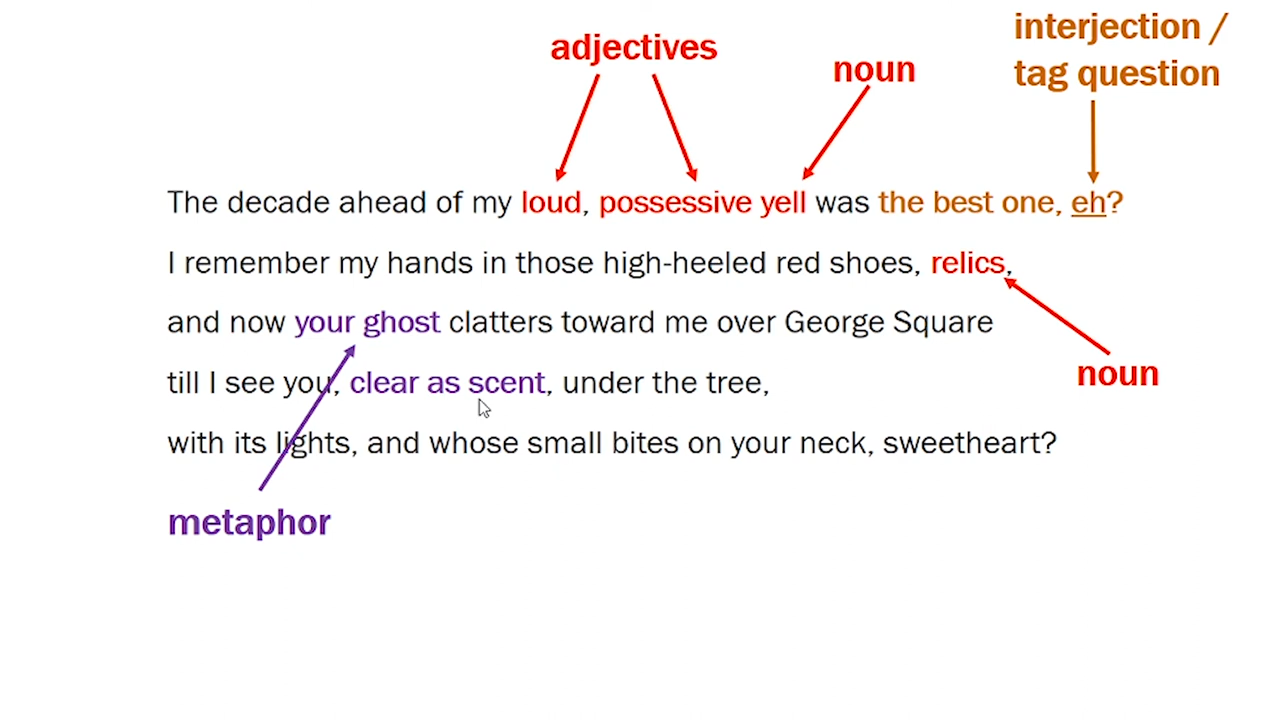 interjection /
tag question
adjectives
noun
The decade ahead of my loud, possessive yell was the best one, eh?
I remember my hands in those high-heeled red shoes, relics,
and now your ghost clatters toward me over George Square
till I see you, clear as scent, under the tree,
with its lights, and whose small bites on your neck, sweetheart?
noun
metaphor